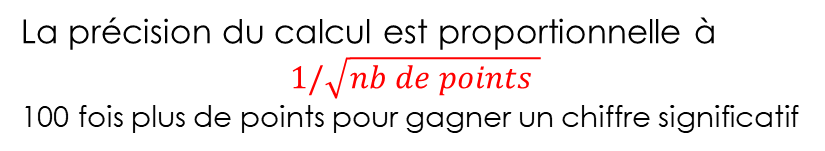 La précision du calcul est proportionnelle à
1/√nb de points
100 fois plus de points pour gagner un chiffre significatif